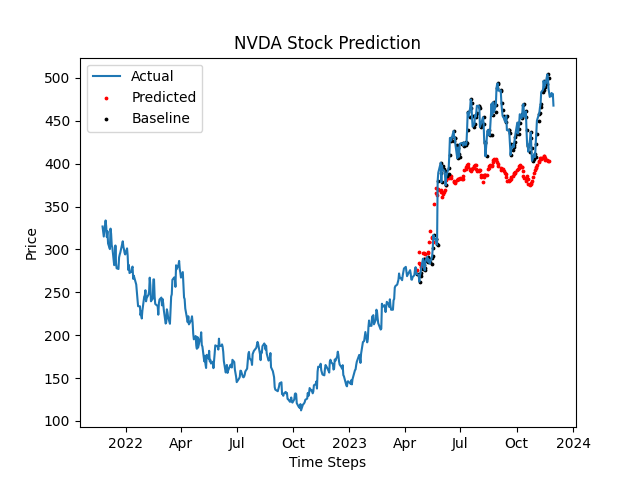 NVDA Stock Prediction
Actual
Predicted
Baseline
500
450
400
350
300
250
200
150
100
Price
2022 Apr Jul Oct 2023 Apr Jul Oct 2024
Time Steps